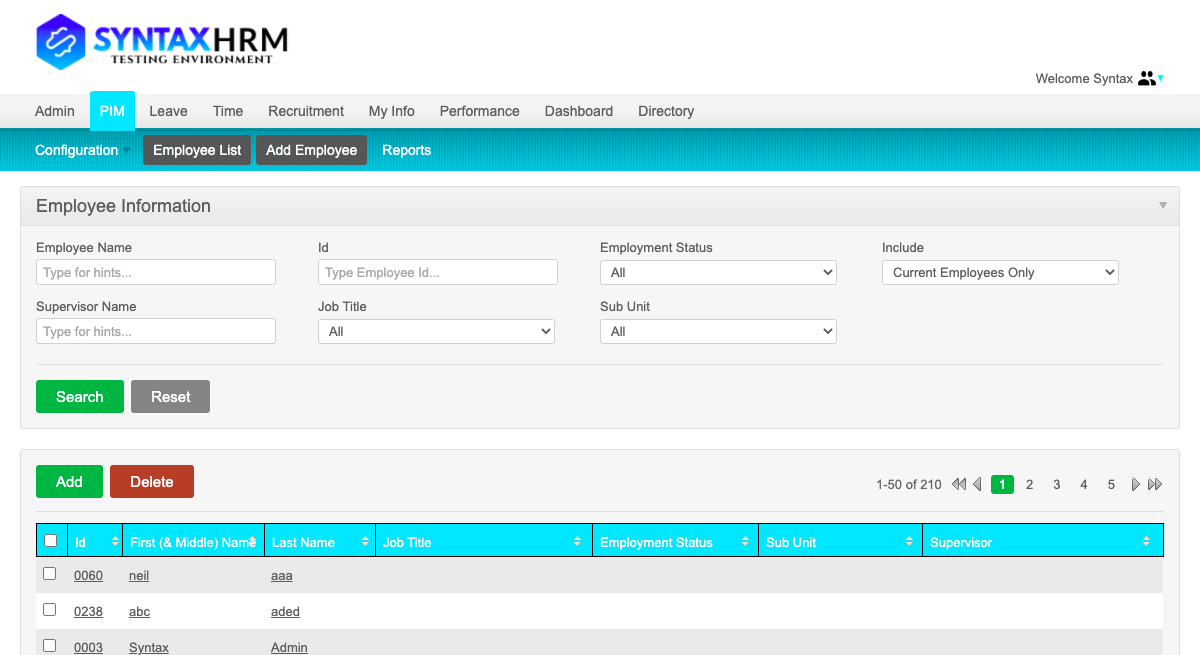 SYNTAXHRM
TESTING ENVIRONMENT
Welcome Syntax
Admin PIM Leave Time Recruitment My Info Performance Dashboard Directory
Configuration Employee List Add Employee Reports
Employee Information
Employee Name Id Employment Status Include
Type for hints... Type Employee Id... All Current Employees Only
Supervisor Name Job Title Sub Unit
Type for hints... All All
Search Reset
Add Delete 1-50 of 210 1 2 3 4 5
Id First (& Middle) Name Last Name Job Title Employment Status Sub Unit Supervisor
0060 neil aaa
0238 abc aded
0003 Syntax Admin